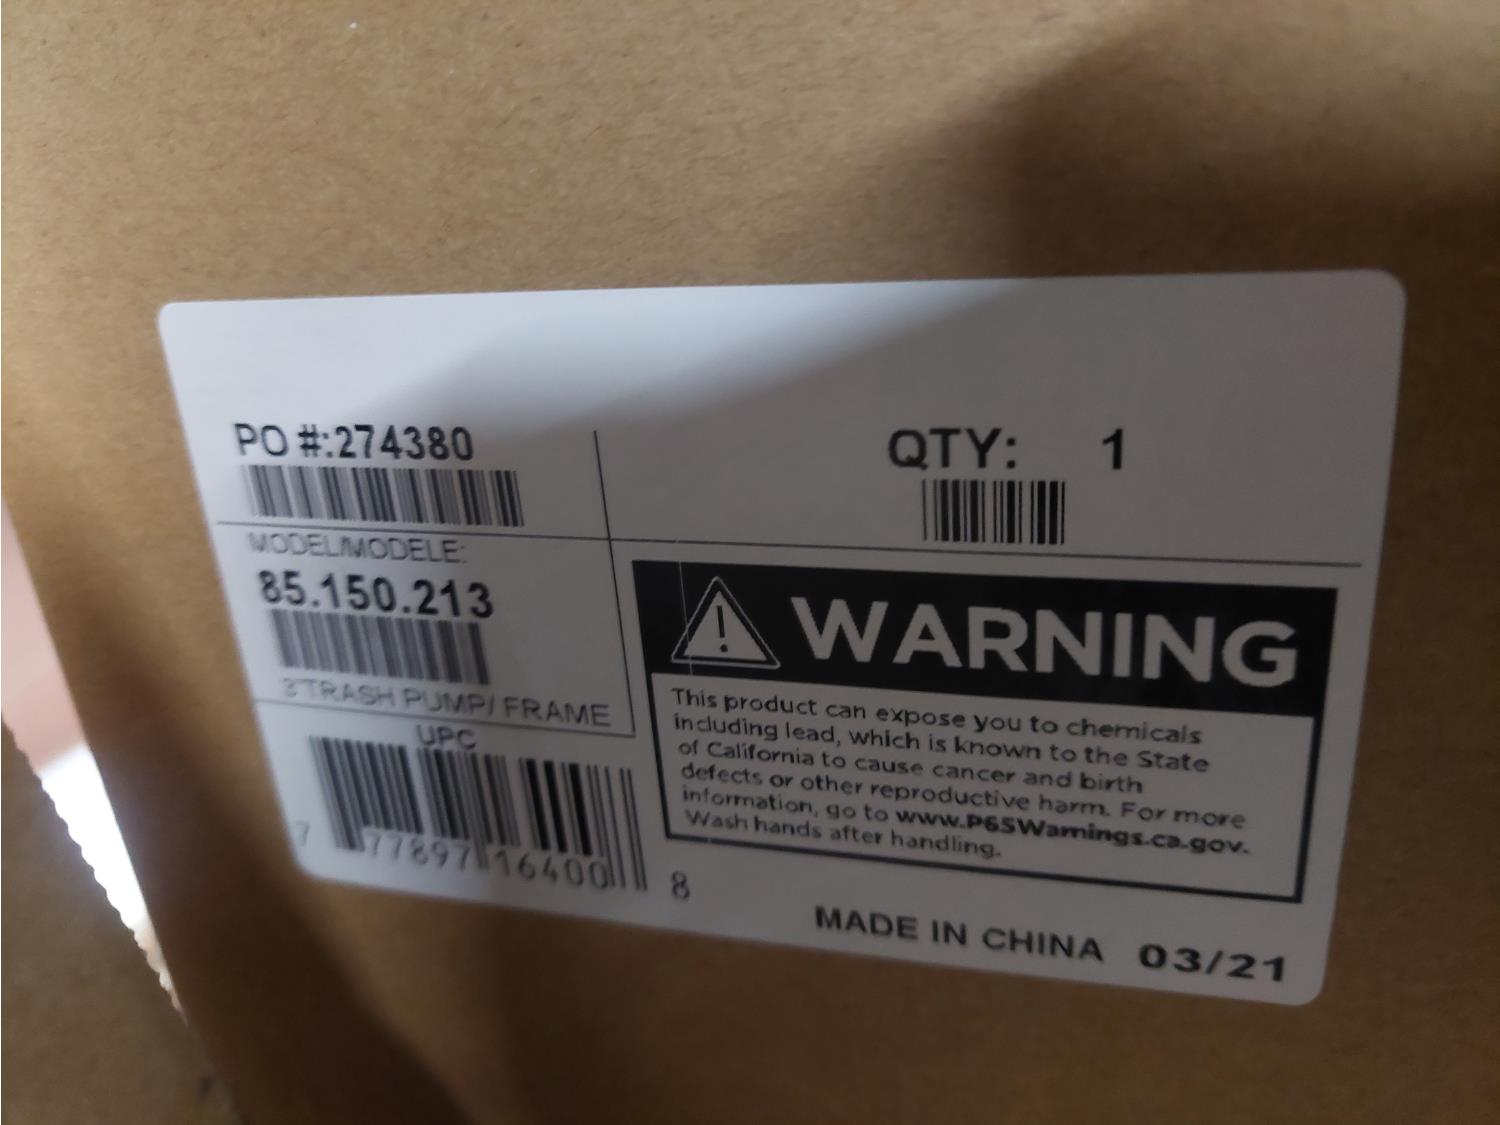 PO #:274380
QTY: 1
MODEL/MODELE:
85.150.213
3"TRASH PUMP/ FRAME
UPC
7 77897 16400 8
WARNING
This product can expose you to chemicals
including lead, which is known to the State
of California to cause cancer and birth
defects or other reproductive harm. For more
information, go to www.P65Warnings.ca.gov.
Wash hands after handling.
MADE IN CHINA 03/21